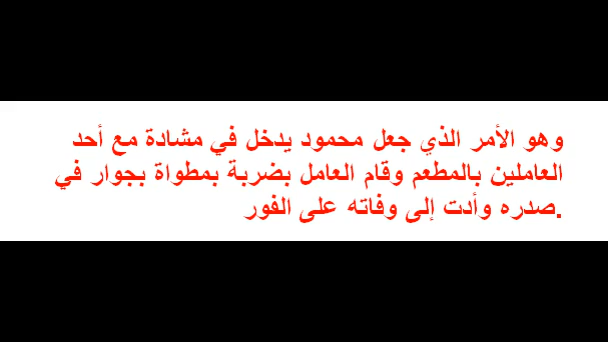 وهو الأمر الذي جعل محمود يدخل في مشادة مع أحد
العاملين بالمطعم وقام العامل بضربة بمطواة بجوار في
.صدره وأدت إلى وفاته على الفور